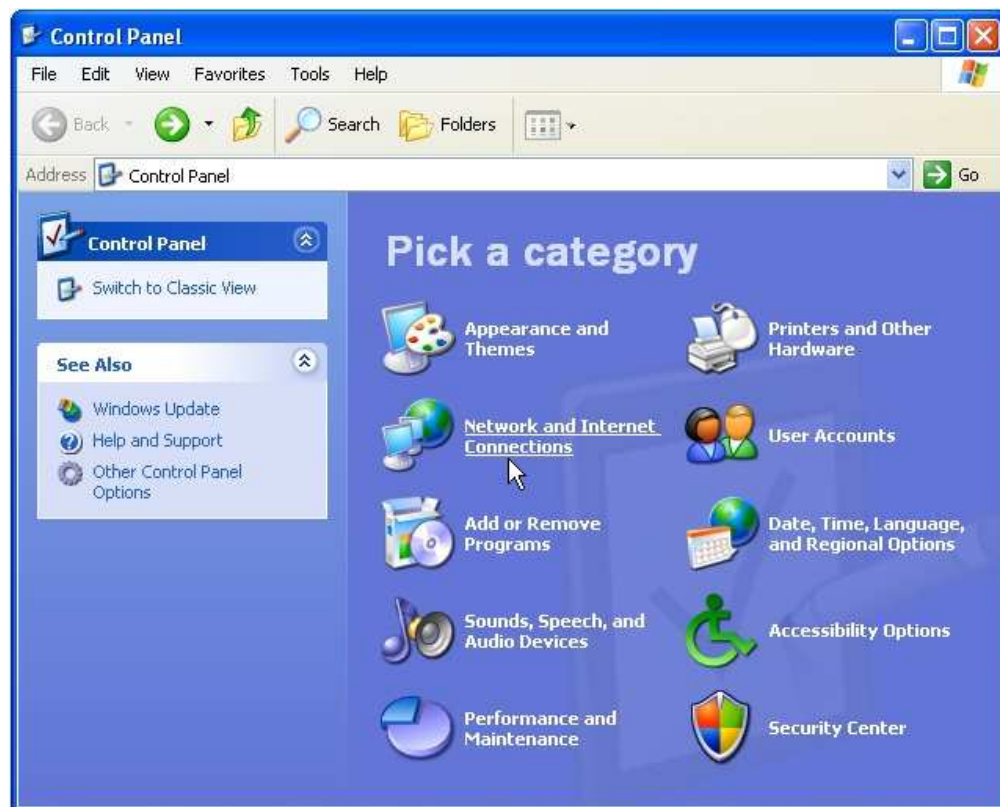 Control Panel
File Edit View Favorites Tools Help
Back Search Folders
Address Control Panel Go
Control Panel
Switch to Classic View
See Also
Windows Update
Help and Support
Other Control Panel
Options
Pick a category
Appearance and
Themes
Printers and Other
Hardware
Network and Internet
Connections
User Accounts
Add or Remove
Programs
Date, Time, Language,
and Regional Options
Sounds, Speech, and
Audio Devices
Accessibility Options
Performance and
Maintenance
Security Center